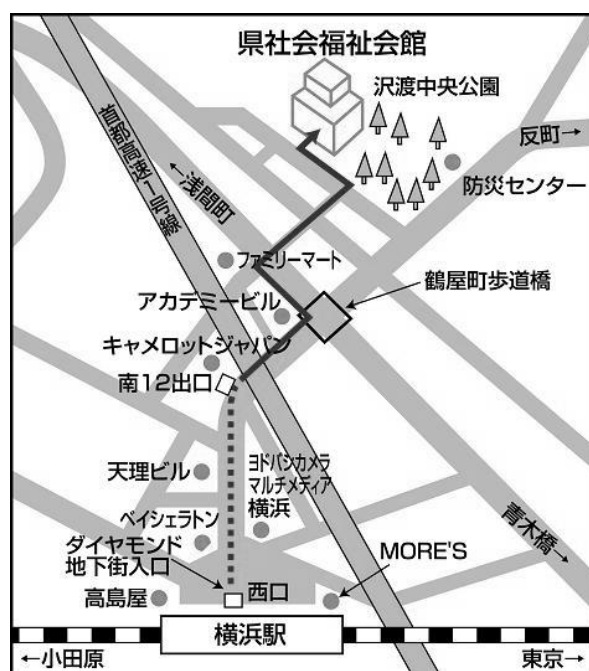 県社会福祉会館
沢渡中央公園
反町→
首都高速1号線
←浅間町
防災センター
ファミリーマート
鶴屋町歩道橋
アカデミービル
キャメロットジャパン
南12出口
天理ビル
ヨドバシカメラ
マルチメディア
横浜
ベイシェラトン
ダイヤモンド
地下街入口
青木橋→
MORE'S
高島屋
西口
横浜駅
←小田原
東京→